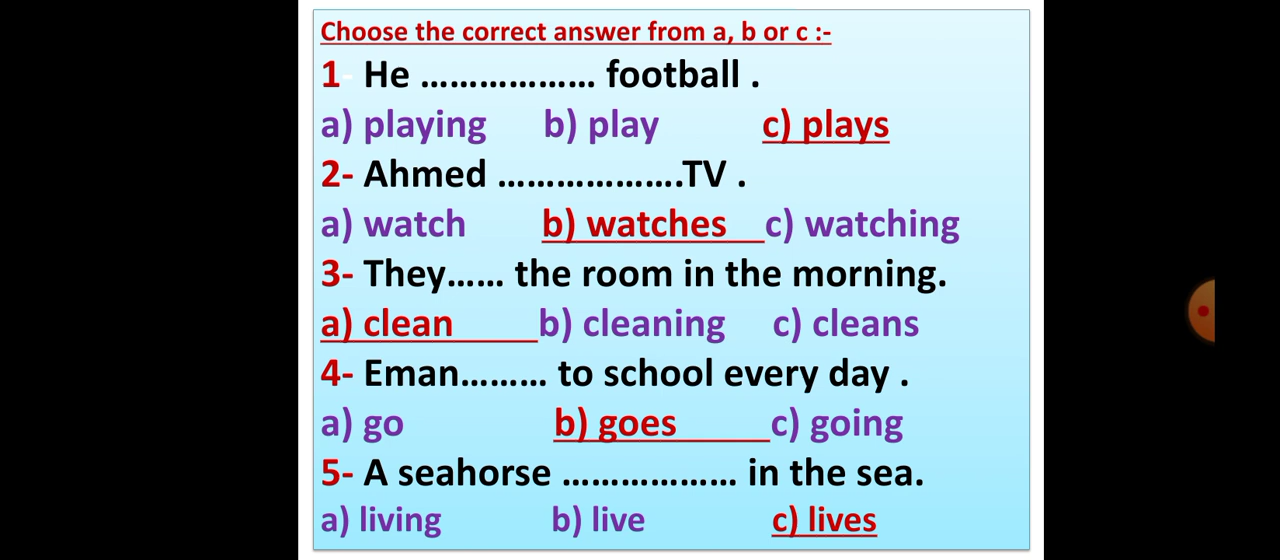 Choose the correct answer from a, b or c :-
1- He .................. football .
a) playing b) play c) plays
2- Ahmed ...................TV .
a) watch b) watches c) watching
3- They...... the room in the morning.
a) clean b) cleaning c) cleans
4- Eman......... to school every day .
a) go b) goes c) going
5- A seahorse .................. in the sea.
a) living b) live c) lives